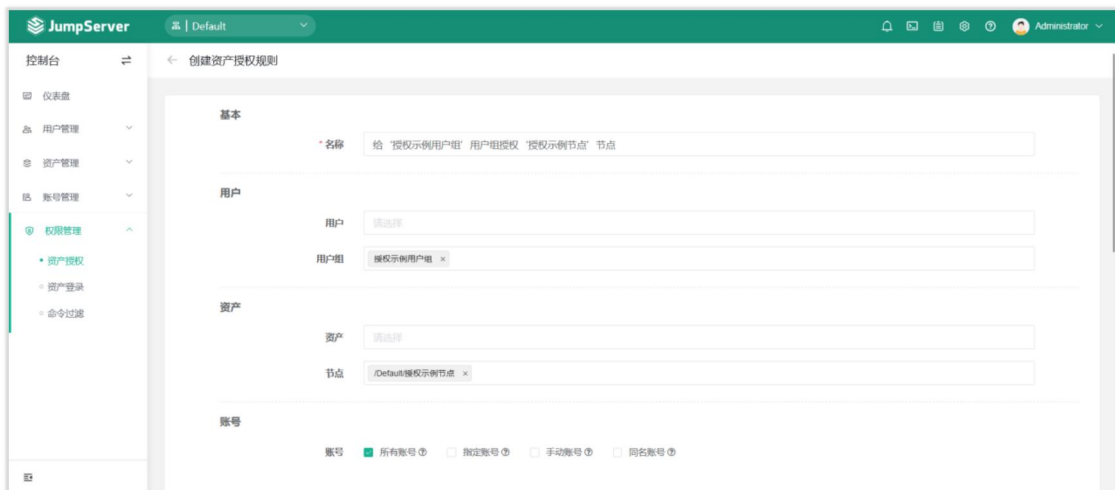 JumpServer
Default
Administrator
控制台
创建资产授权规则
仪表盘
用户管理
资产管理
账号管理
权限管理
资产授权
资产登录
命令过滤
基本
* 名称 给‘授权示例用户组’用户组授权‘授权示例节点’节点
用户
用户 请选择
用户组 授权示例用户组 ×
资产
资产 请选择
节点 /Default/授权示例节点 ×
账号
账号 所有账号 指定账号 手动账号 同名账号